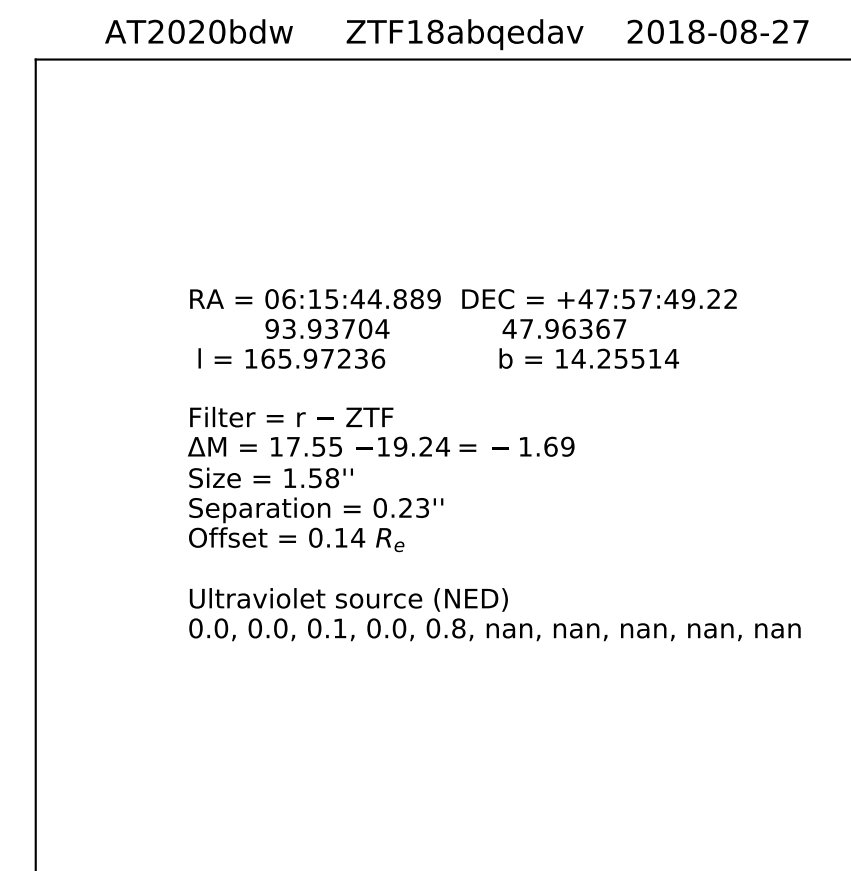 AT2020bdw ZTF18abqedav 2018-08-27
RA = 06:15:44.889 DEC = +47:57:49.22
93.93704 47.96367
l = 165.97236 b = 14.25514
Filter = r − ZTF
ΔM = 17.55 −19.24 = − 1.69
Size = 1.58''
Separation = 0.23''
Offset = 0.14 Re
Ultraviolet source (NED)
0.0, 0.0, 0.1, 0.0, 0.8, nan, nan, nan, nan, nan